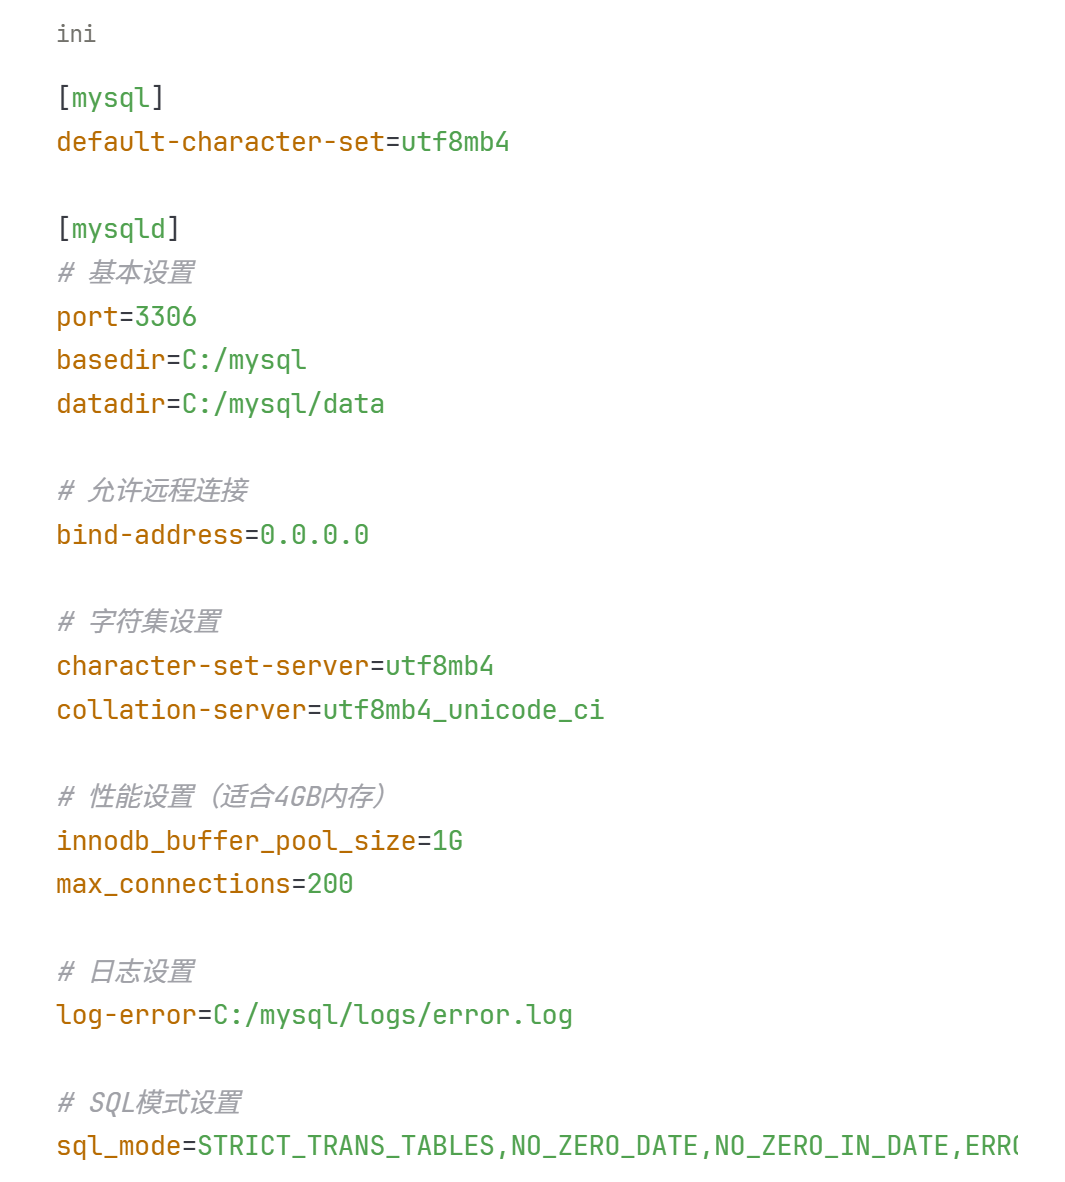 ini
[mysql]
default-character-set=utf8mb4
[mysqld]
# 基本设置
port=3306
basedir=C:/mysql
datadir=C:/mysql/data
# 允许远程连接
bind-address=0.0.0.0
# 字符集设置
character-set-server=utf8mb4
collation-server=utf8mb4_unicode_ci
# 性能设置（适合4GB内存）
innodb_buffer_pool_size=1G
max_connections=200
# 日志设置
log-error=C:/mysql/logs/error.log
# SQL模式设置
sql_mode=STRICT_TRANS_TABLES,NO_ZERO_DATE,NO_ZERO_IN_DATE,ERRO